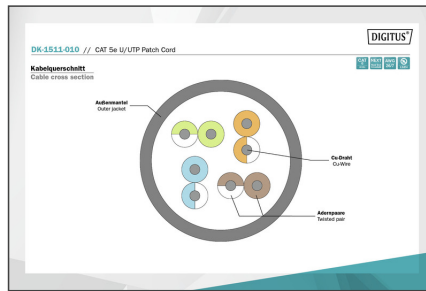 DIGITUS®
DK-1511-010 // CAT 5e U/UTP Patch Cord
Kabelquerschnitt
Cable cross section
Außenmantel
Outer jacket
Cu-Draht
Cu-Wire
Adernpaare
Twisted pair